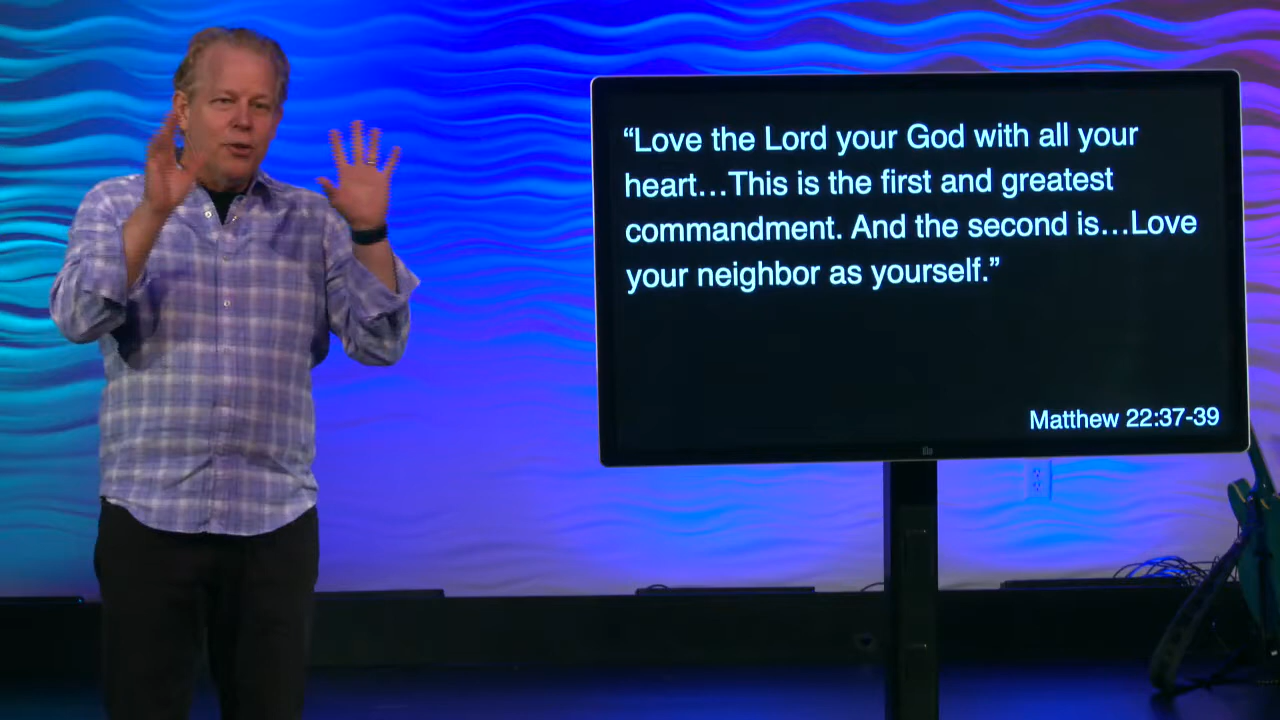 “Love the Lord your God with all your
heart…This is the first and greatest
commandment. And the second is…Love
your neighbor as yourself.”
Matthew 22:37-39
elo